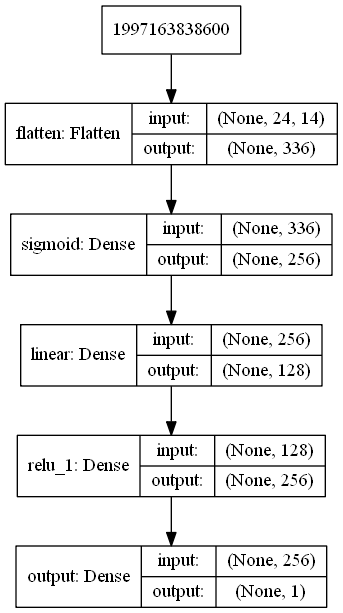 1997163838600
flatten: Flatten
input: (None, 24, 14)
output: (None, 336)
sigmoid: Dense
input: (None, 336)
output: (None, 256)
linear: Dense
input: (None, 256)
output: (None, 128)
relu_1: Dense
input: (None, 128)
output: (None, 256)
output: Dense
input: (None, 256)
output: (None, 1)